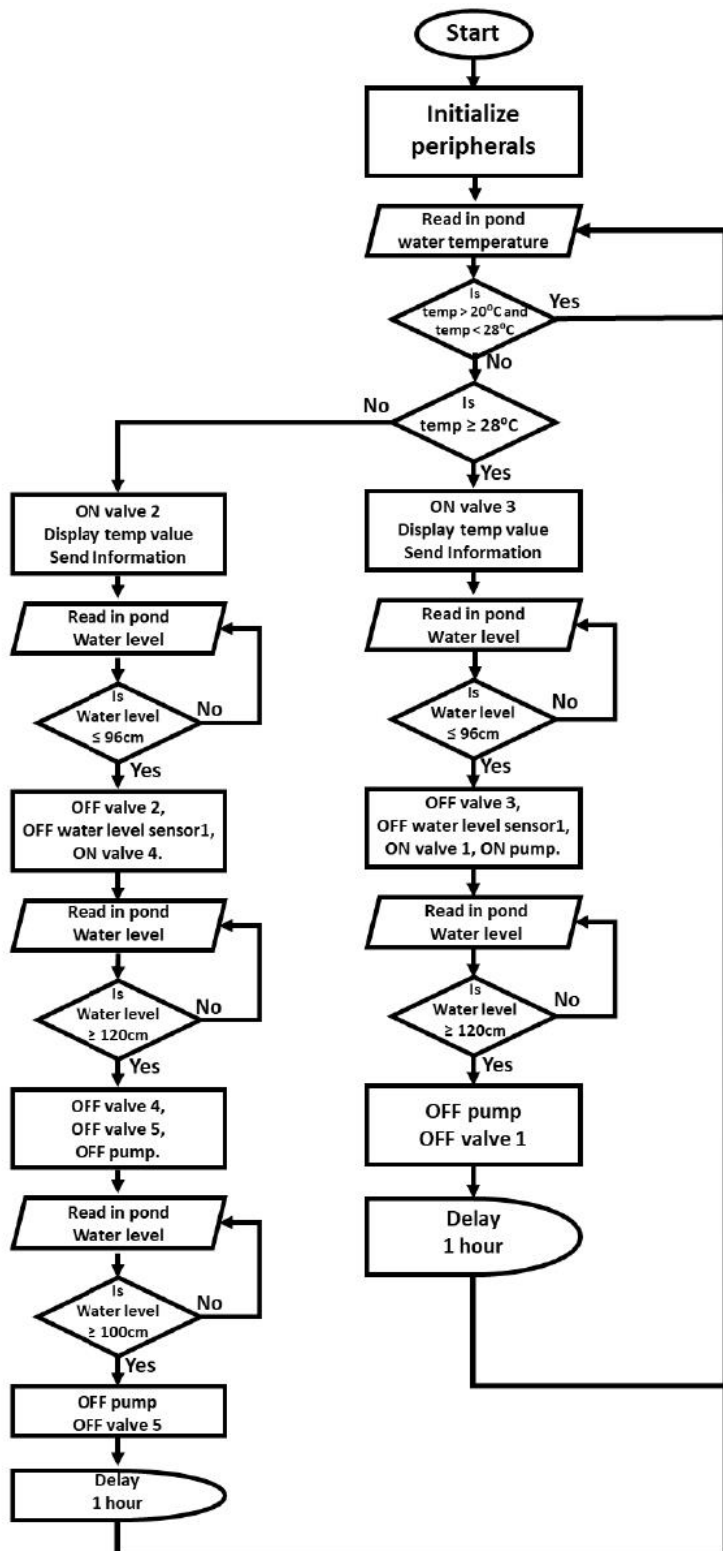 Start
Initialize
peripherals
Read in pond
water temperature
Is
temp > 20⁰C and
temp < 28⁰C
Yes
No
Is
temp ≥ 28⁰C
No
Yes
ON valve 2
Display temp value
Send Information
Read in pond
Water level
Is
Water level
≤ 96cm
No
Yes
OFF valve 2,
OFF water level sensor1,
ON valve 4.
Read in pond
Water level
Is
Water level
≥ 120cm
No
Yes
OFF valve 4,
OFF valve 5,
OFF pump.
Read in pond
Water level
Is
Water level
≥ 100cm
No
Yes
OFF pump
OFF valve 5
Delay
1 hour
ON valve 3
Display temp value
Send Information
Read in pond
Water level
Is
Water level
≤ 96cm
No
Yes
OFF valve 3,
OFF water level sensor1,
ON valve 1, ON pump.
Read in pond
Water level
Is
Water level
≥ 120cm
No
Yes
OFF pump
OFF valve 1
Delay
1 hour